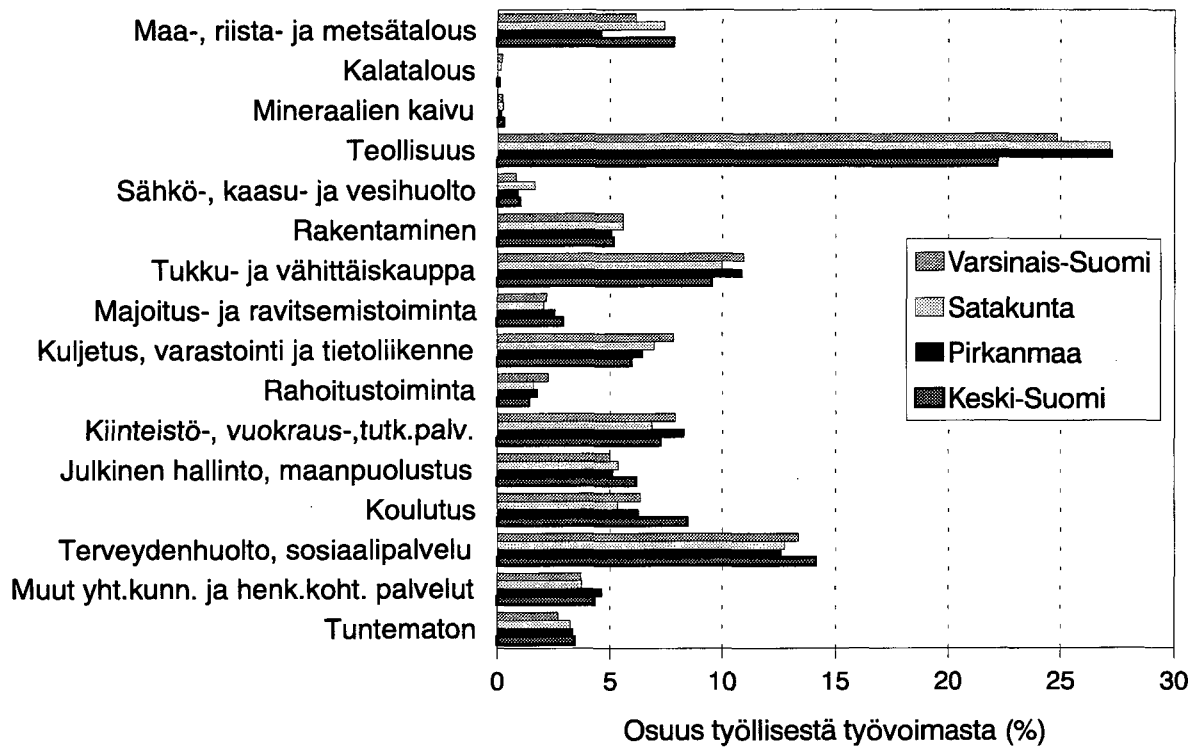 Maa-, riista- ja metsätalous
Kalatalous
Mineraalien kaivu
Teollisuus
Sähkö-, kaasu- ja vesihuolto
Rakentaminen
Tukku- ja vähittäiskauppa
Majoitus- ja ravitsemistoiminta
Kuljetus, varastointi ja tietoliikenne
Rahoitustoiminta
Kiinteistö-, vuokraus-,tutk.palv.
Julkinen hallinto, maanpuolustus
Koulutus
Terveydenhuolto, sosiaalipalvelu
Muut yht.kunn. ja henk.koht. palvelut
Tuntematon
Varsinais-Suomi
Satakunta
Pirkanmaa
Keski-Suomi
0 5 10 15 20 25 30
Osuus työllisestä työvoimasta (%)